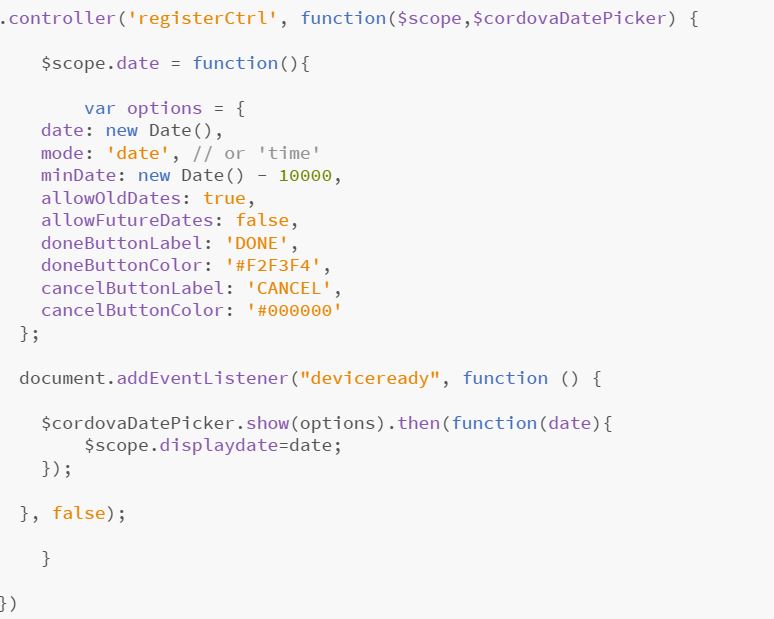 .controller('registerCtrl', function($scope,$cordovaDatePicker) {
$scope.date = function(){
var options = {
date: new Date(),
mode: 'date', // or 'time'
minDate: new Date() - 10000,
allowOldDates: true,
allowFutureDates: false,
doneButtonLabel: 'DONE',
doneButtonColor: '#F2F3F4',
cancelButtonLabel: 'CANCEL',
cancelButtonColor: '#000000'
};
document.addEventListener("deviceready", function () {
$cordovaDatePicker.show(options).then(function(date){
$scope.displaydate=date;
});
}, false);
}
})